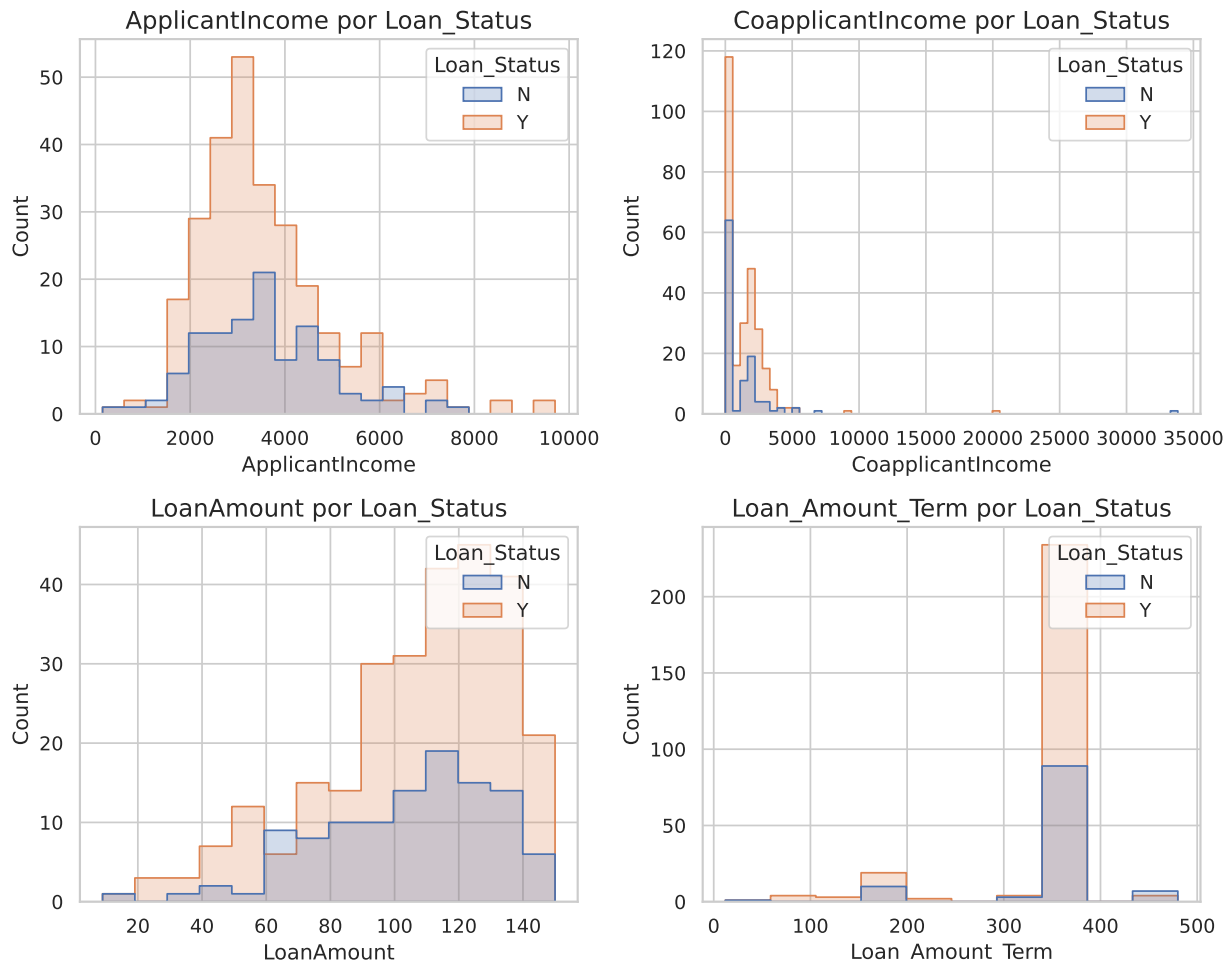 ApplicantIncome por Loan_Status
Count
50
40
30
20
10
0
Loan_Status
N
Y
0 2000 4000 6000 8000 10000
ApplicantIncome
CoapplicantIncome por Loan_Status
Count
120
100
80
60
40
20
0
Loan_Status
N
Y
0 5000 10000 15000 20000 25000 30000 35000
CoapplicantIncome
LoanAmount por Loan_Status
Count
40
30
20
10
0
Loan_Status
N
Y
20 40 60 80 100 120 140
LoanAmount
Loan_Amount_Term por Loan_Status
Count
200
150
100
50
0
Loan_Status
N
Y
0 100 200 300 400 500
Loan_Amount_Term